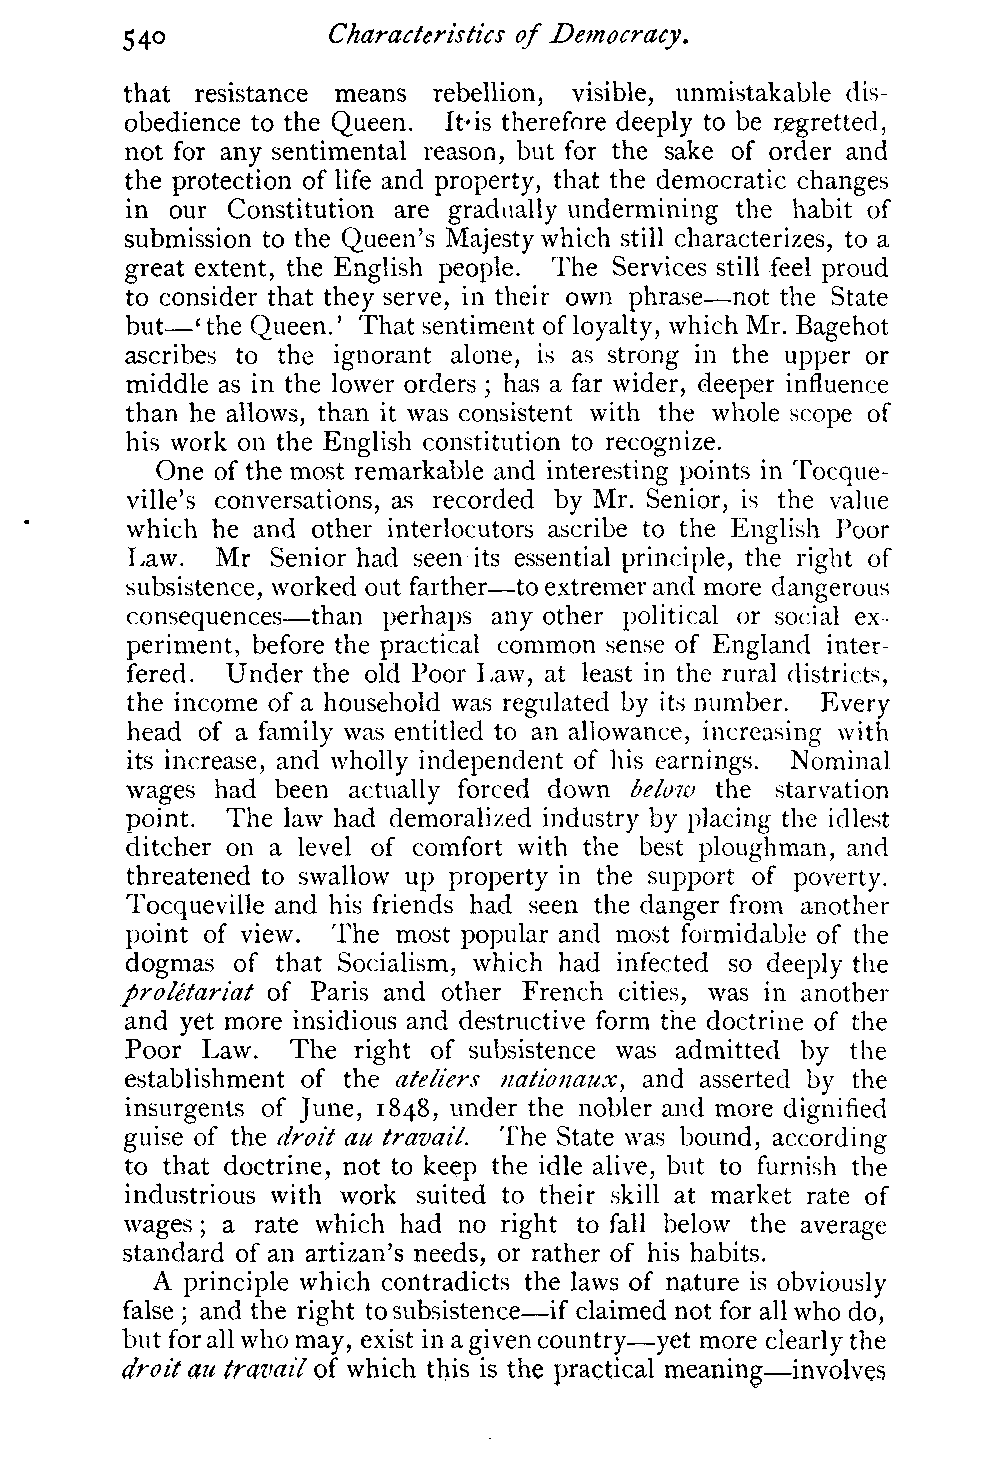 540 Characteristics of Democracy.
that resistance means rebellion, visible, unmistakable dis-
obedience to the Queen. It is therefore deeply to be regretted,
not for any sentimental reason, but for the sake of order and
the protection of life and property, that the democratic changes
in our Constitution are gradually undermining the habit of
submission to the Queen's Majesty which still characterizes, to a
great extent, the English people. The Services still feel proud
to consider that they serve, in their own phrase—not the State
but—'the Queen.' That sentiment of loyalty, which Mr. Bagehot
ascribes to the ignorant alone, is as strong in the upper or
middle as in the lower orders; has a far wider, deeper influence
than he allows, than it was consistent with the whole scope of
his work on the English constitution to recognize.
One of the most remarkable and interesting points in Tocque-
ville's conversations, as recorded by Mr. Senior, is the value
which he and other interlocutors ascribe to the English Poor
Law. Mr Senior had seen its essential principle, the right of
subsistence, worked out farther—to extremer and more dangerous
consequences—than perhaps any other political or social ex-
periment, before the practical common sense of England inter-
fered. Under the old Poor Law, at least in the rural districts,
the income of a household was regulated by its number. Every
head of a family was entitled to an allowance, increasing with
its increase, and wholly independent of his earnings. Nominal
wages had been actually forced down below the starvation
point. The law had demoralized industry by placing the idlest
ditcher on a level of comfort with the best ploughman, and
threatened to swallow up property in the support of poverty.
Tocqueville and his friends had seen the danger from another
point of view. The most popular and most formidable of the
dogmas of that Socialism, which had infected so deeply the
prolétariat of Paris and other French cities, was in another
and yet more insidious and destructive form the doctrine of the
Poor Law. The right of subsistence was admitted by the
establishment of the ateliers nationaux, and asserted by the
insurgents of June, 1848, under the nobler and more dignified
guise of the droit au travail. The State was bound, according
to that doctrine, not to keep the idle alive, but to furnish the
industrious with work suited to their skill at market rate of
wages; a rate which had no right to fall below the average
standard of an artizan's needs, or rather of his habits.
A principle which contradicts the laws of nature is obviously
false; and the right to subsistence—if claimed not for all who do,
but for all who may, exist in a given country—yet more clearly the
droit au travail of which this is the practical meaning—involves